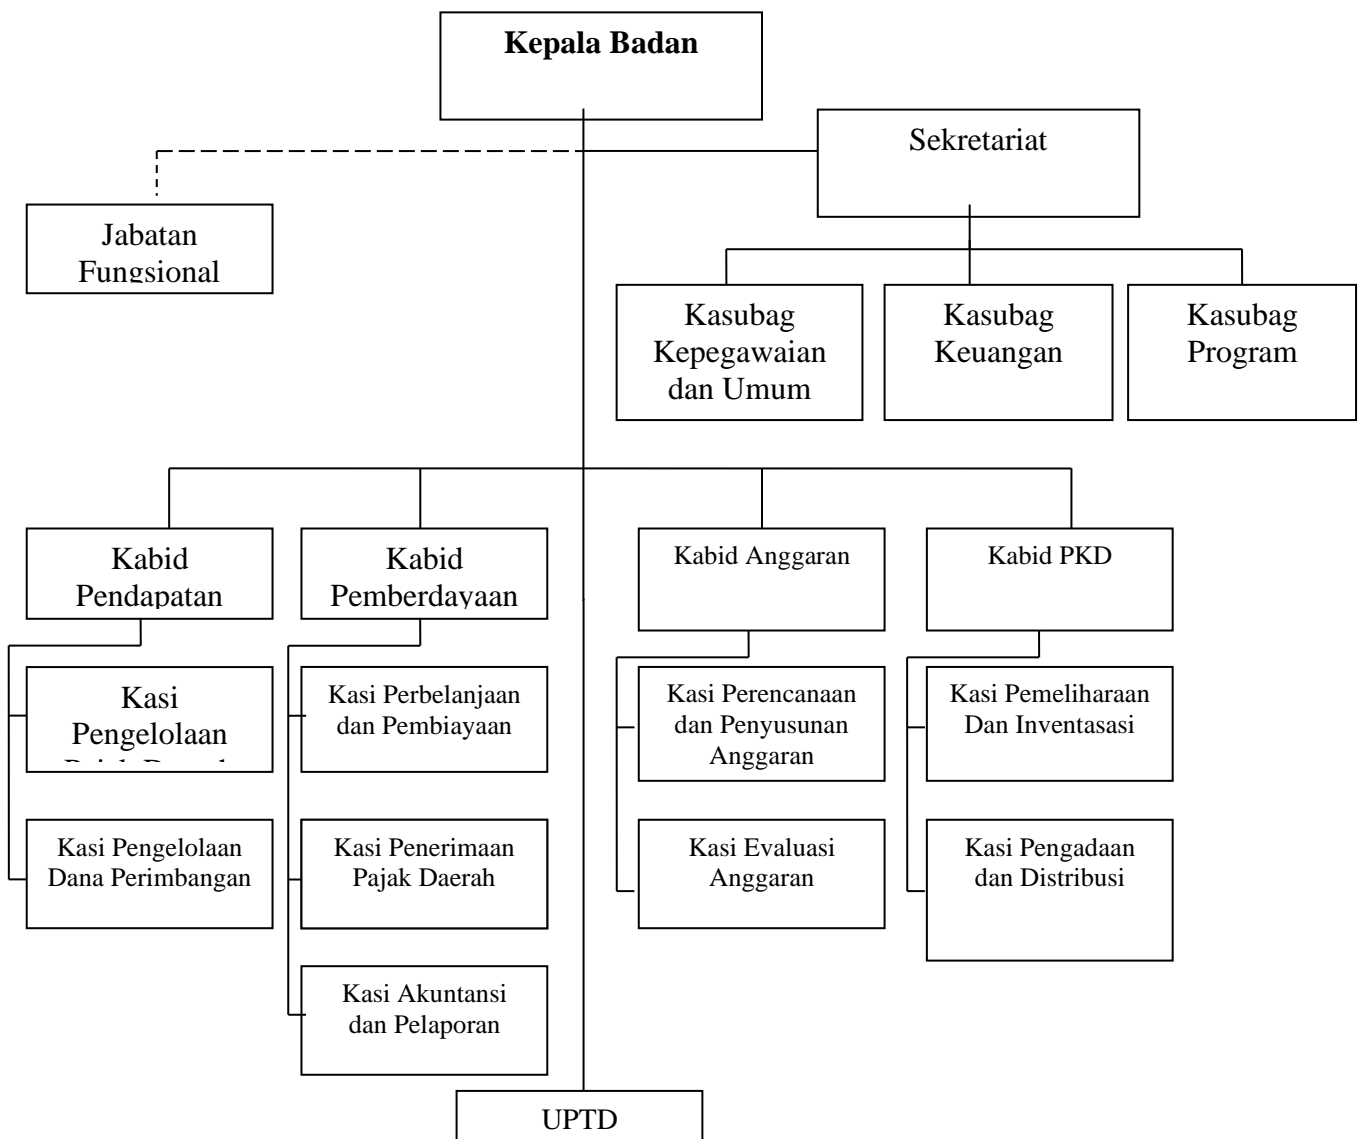 Kepala Badan
Sekretariat
Jabatan
Fungsional
Kasubag
Kepegawaian
dan Umum
Kasubag
Keuangan
Kasubag
Program
Kabid
Pendapatan
Kabid
Pemberdayaan
Kabid Anggaran
Kabid PKD
Kasi
Pengelolaan
Kasi Perbelanjaan
dan Pembiayaan
Kasi Perencanaan
dan Penyusunan
Anggaran
Kasi Pemeliharaan
Dan Inventasasi
Kasi Pengelolaan
Dana Perimbangan
Kasi Penerimaan
Pajak Daerah
Kasi Evaluasi
Anggaran
Kasi Pengadaan
dan Distribusi
Kasi Akuntansi
dan Pelaporan
UPTD